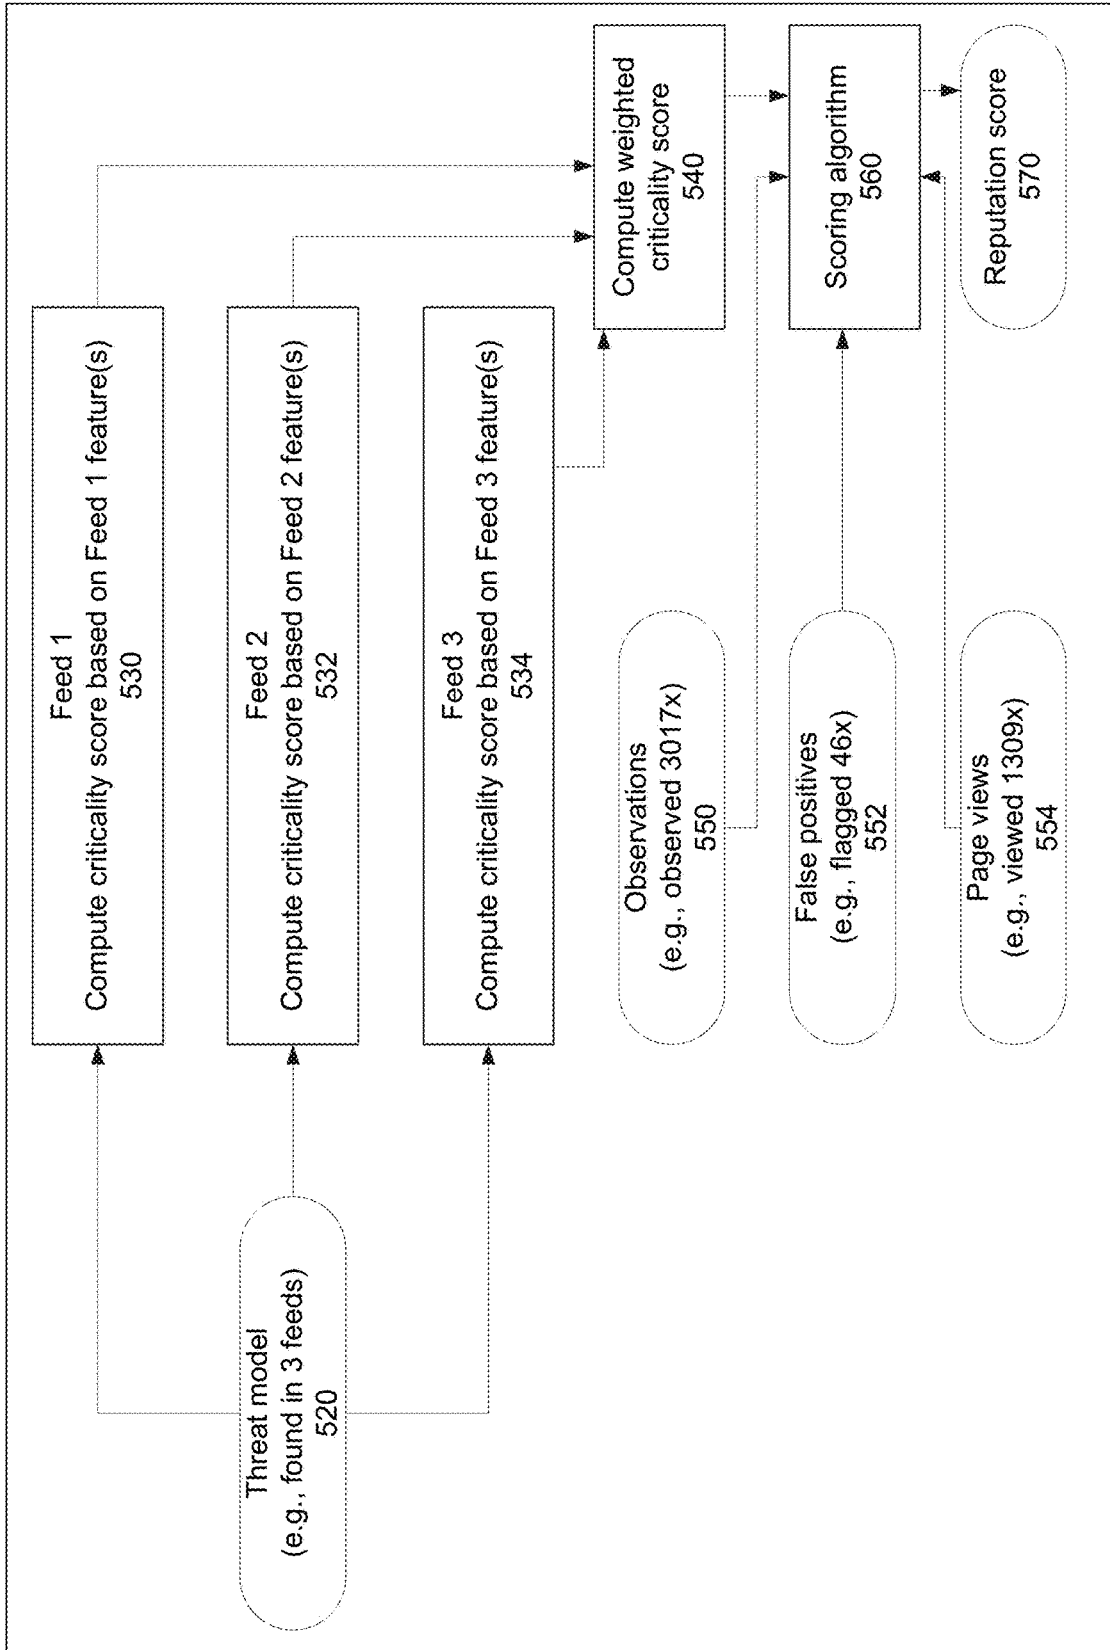 Threat model
(e.g., found in 3 feeds)
520
Feed 1
Compute criticality score based on Feed 1 feature(s)
530
Feed 2
Compute criticality score based on Feed 2 feature(s)
532
Feed 3
Compute criticality score based on Feed 3 feature(s)
534
Compute weighted
criticality score
540
Observations
(e.g., observed 3017x)
550
False positives
(e.g., flagged 46x)
552
Page views
(e.g., viewed 1309x)
554
Scoring algorithm
560
Reputation score
570